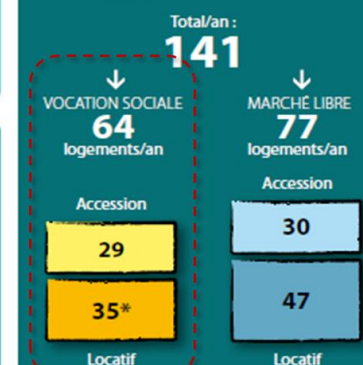 Total/an :
141
VOCATION SOCIALE
64
logements/an
Accession
29
35*
Locatif
MARCHÉ LIBRE
77
logements/an
Accession
30
47
Locatif